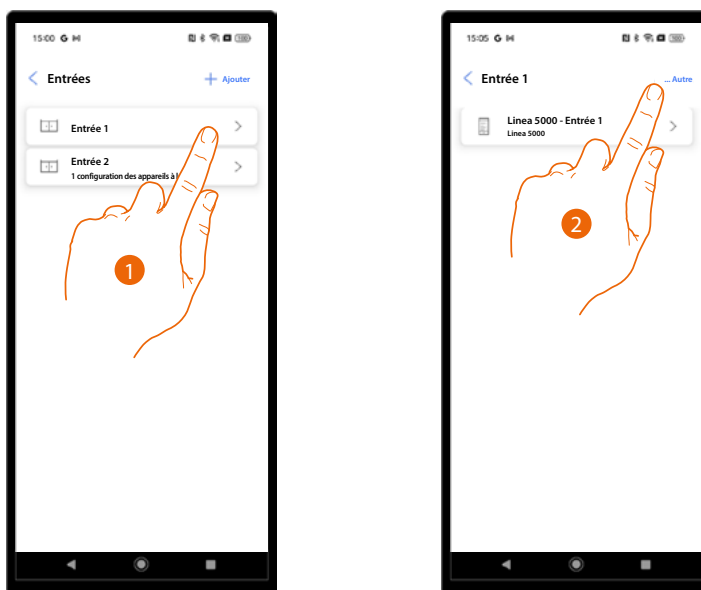 15:00 G M
Entrées
Ajouter
Entrée 1
Entrée 2
1 configuration des appareils à
1
15:05 G M
Entrée 1
... Autre
Linea 5000 - Entrée 1
Linea 5000
2